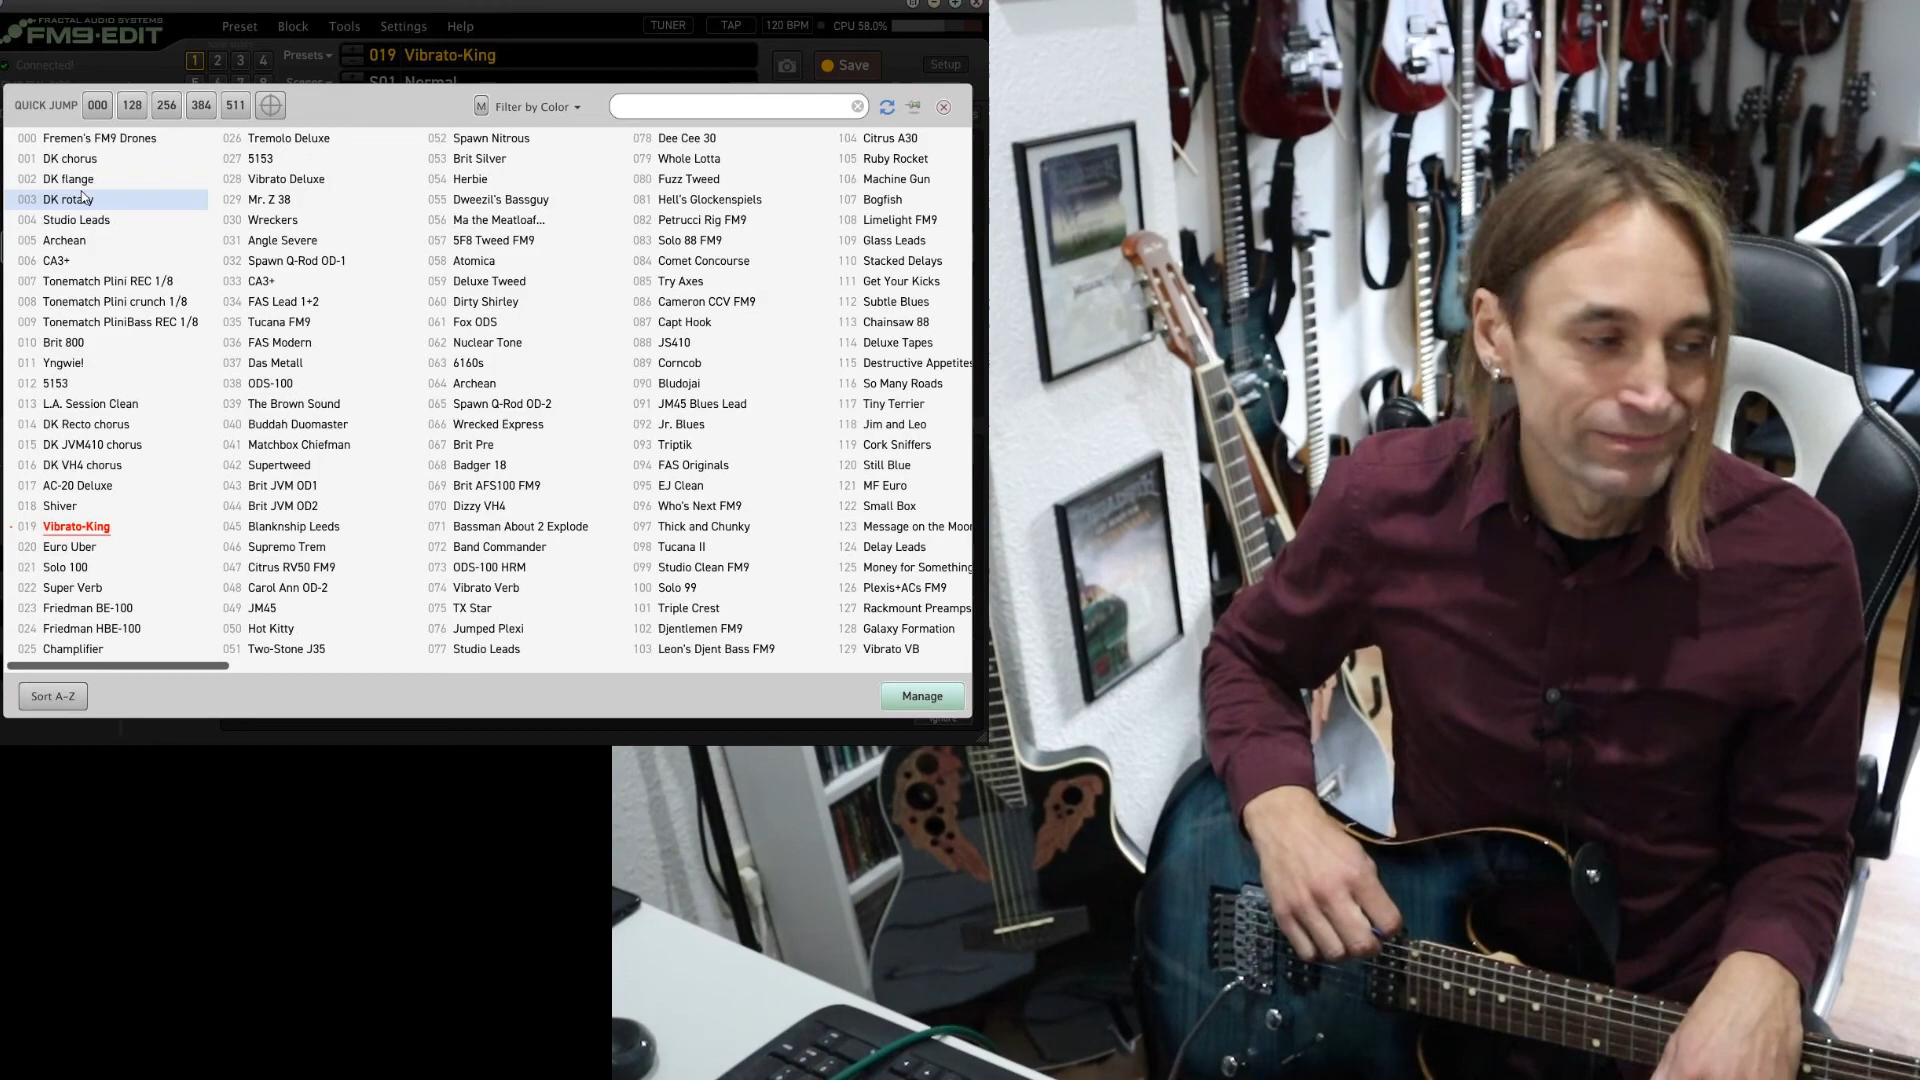 FRACTAL AUDIO SYSTEMS
FM9-EDIT
Preset Block Tools Settings Help
TUNER TAP 120 BPM CPU 58.0%
Connected!
1 2 3 4
Presets
019 Vibrato-King
Save
Setup
S01 Normal
QUICK JUMP 000 128 256 384 511
M Filter by Color
000 Fremen's FM9 Drones
001 DK chorus
002 DK flange
003 DK rotary
004 Studio Leads
005 Archean
006 CA3+
007 Tonematch Plini REC 1/8
008 Tonematch Plini crunch 1/8
009 Tonematch PliniBass REC 1/8
010 Brit 800
011 Yngwie!
012 5153
013 L.A. Session Clean
014 DK Recto chorus
015 DK JVM410 chorus
016 DK VH4 chorus
017 AC-20 Deluxe
018 Shiver
019 Vibrato-King
020 Euro Uber
021 Solo 100
022 Super Verb
023 Friedman BE-100
024 Friedman HBE-100
025 Champlifier
026 Tremolo Deluxe
027 5153
028 Vibrato Deluxe
029 Mr. Z 38
030 Wreckers
031 Angle Severe
032 Spawn Q-Rod OD-1
033 CA3+
034 FAS Lead 1+2
035 Tucana FM9
036 FAS Modern
037 Das Metall
038 ODS-100
039 The Brown Sound
040 Buddah Duomaster
041 Matchbox Chiefman
042 Supertweed
043 Brit JVM OD1
044 Brit JVM OD2
045 Blanknship Leeds
046 Supremo Trem
047 Citrus RV50 FM9
048 Carol Ann OD-2
049 JM45
050 Hot Kitty
051 Two-Stone J35
052 Spawn Nitrous
053 Brit Silver
054 Herbie
055 Dweezil's Bassguy
056 Ma the Meatloaf...
057 5F8 Tweed FM9
058 Atomica
059 Deluxe Tweed
060 Dirty Shirley
061 Fox ODS
062 Nuclear Tone
063 6160s
064 Archean
065 Spawn Q-Rod OD-2
066 Wrecked Express
067 Brit Pre
068 Badger 18
069 Brit AFS100 FM9
070 Dizzy VH4
071 Bassman About 2 Explode
072 Band Commander
073 ODS-100 HRM
074 Vibrato Verb
075 TX Star
076 Jumped Plexi
077 Studio Leads
078 Dee Cee 30
079 Whole Lotta
080 Fuzz Tweed
081 Hell's Glockenspiels
082 Petrucci Rig FM9
083 Solo 88 FM9
084 Comet Concourse
085 Try Axes
086 Cameron CCV FM9
087 Capt Hook
088 JS410
089 Corncob
090 Bludojai
091 JM45 Blues Lead
092 Jr. Blues
093 Triptik
094 FAS Originals
095 EJ Clean
096 Who's Next FM9
097 Thick and Chunky
098 Tucana II
099 Studio Clean FM9
100 Solo 99
101 Triple Crest
102 Djentlemen FM9
103 Leon's Djent Bass FM9
104 Citrus A30
105 Ruby Rocket
106 Machine Gun
107 Bogfish
108 Limelight FM9
109 Glass Leads
110 Stacked Delays
111 Get Your Kicks
112 Subtle Blues
113 Chainsaw 88
114 Deluxe Tapes
115 Destructive Appetites
116 So Many Roads
117 Tiny Terrier
118 Jim and Leo
119 Cork Sniffers
120 Still Blue
121 MF Euro
122 Small Box
123 Message on the Moon
124 Delay Leads
125 Money for Something
126 Plexis+ACs FM9
127 Rackmount Preamps
128 Galaxy Formation
129 Vibrato VB
Sort A-Z
Manage